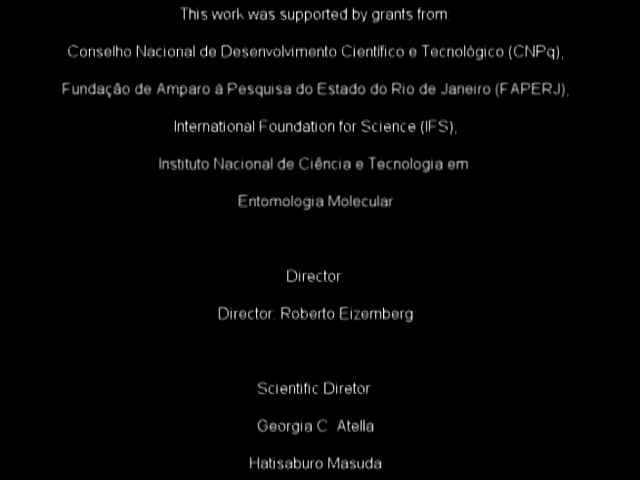 This work was supported by grants from:
Conselho Nacional de Desenvolvimento Científico e Tecnológico (CNPq),
Fundação de Amparo à Pesquisa do Estado do Rio de Janeiro (FAPERJ),
International Foundation for Science (IFS),
Instituto Nacional de Ciência e Tecnologia em
Entomologia Molecular
Director:
Director: Roberto Eizemberg
Scientific Diretor:
Georgia C. Atella
Hatisaburo Masuda